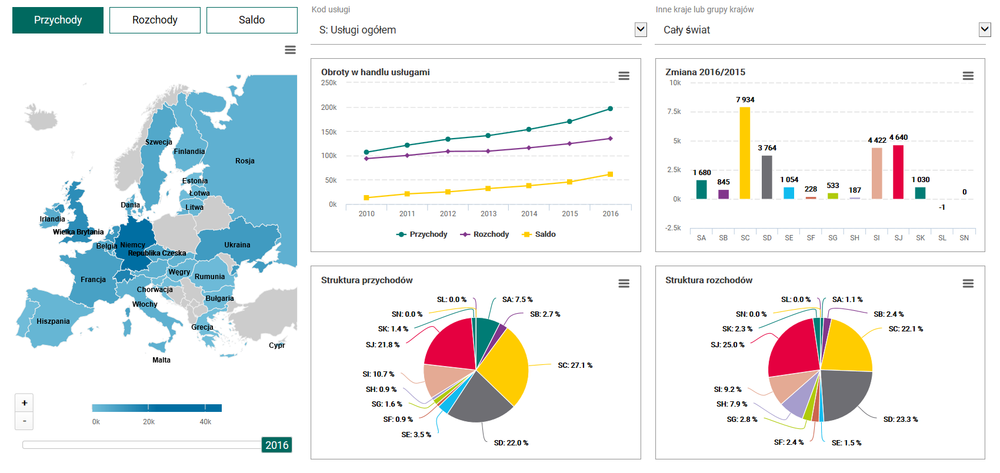 Przychody
Rozchody
Saldo
Szwecja
Finlandia
Rosja
Estonia
Łotwa
Dania
Litwa
Irlandia
Wielka Brytania
Belgia
Niemcy
Ukraina
Republika Czeska
Węgry
Rumunia
Francja
Chorwacja
Bułgaria
Włochy
Hiszpania
Grecja
Cypr
Malta
+
-
0k
20k
40k
2016
Kod usługi
S: Usługi ogółem
Inne kraje lub grupy krajów
Cały świat
Obroty w handlu usługami
250k
200k
150k
100k
50k
0k
2010 2011 2012 2013 2014 2015 2016
Przychody Rozchody Saldo
Zmiana 2016/2015
10k
7.5k
5k
2.5k
0k
-2.5k
1 680
845
7 934
3 764
1 054
228
533
187
4 422
4 640
1 030
-1
0
SA SB SC SD SE SF SG SH SI SJ SK SL SN
Struktura przychodów
SL: 0.0 %
SA: 7.5 %
SN: 0.0 %
SB: 2.7 %
SK: 1.4 %
SJ: 21.8 %
SC: 27.1 %
SI: 10.7 %
SH: 0.9 %
SG: 1.6 %
SF: 0.9 %
SE: 3.5 %
SD: 22.0 %
Struktura rozchodów
SL: 0.0 %
SA: 1.1 %
SN: 0.0 %
SB: 2.4 %
SK: 2.3 %
SC: 22.1 %
SJ: 25.0 %
SI: 9.2 %
SH: 7.9 %
SG: 2.8 %
SD: 23.3 %
SF: 2.4 %
SE: 1.5 %